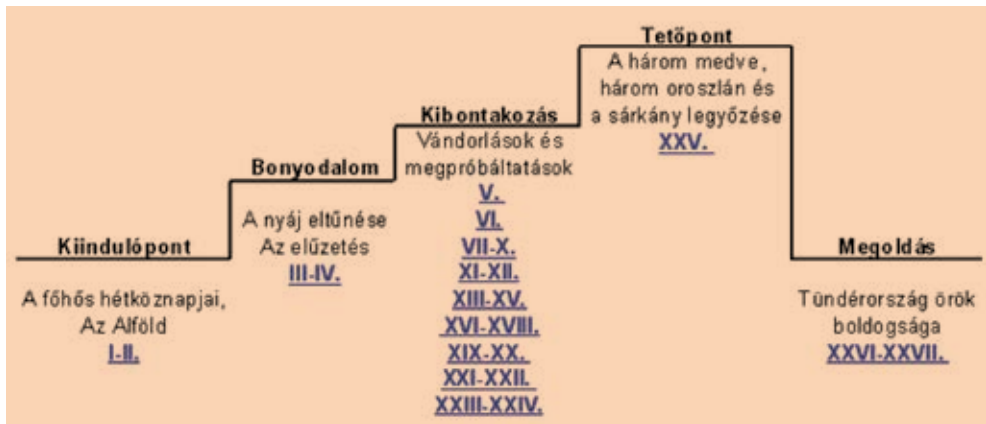 Kiindulópont
A főhős hétköznapjai,
Az Alföld
I-II.
Bonyodalom
A nyáj eltűnése
Az elűzetés
III-IV.
Kibontakozás
Vándorlások és
megpróbáltatások
V.
VI.
VII-X.
XI-XII.
XIII-XV.
XVI-XVIII.
XIX-XX.
XXI-XXII.
XXIII-XXIV.
Tetőpont
A három medve,
három oroszlán és
a sárkány legyőzése
XXV.
Megoldás
Tündérország örök
boldogsága
XXVI-XXVII.